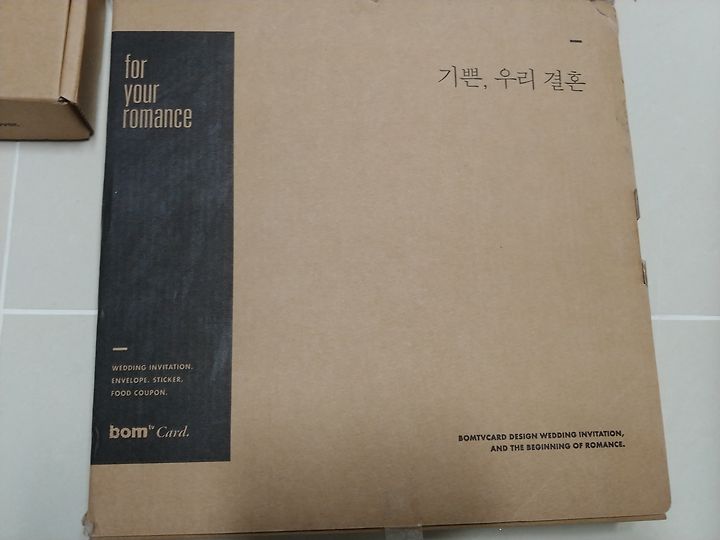 for
your
romance
기쁜, 우리 결혼
WEDDING INVITATION.
ENVELOPE. STICKER,
FOOD COUPON.
bomtv Card.
BOMTVCARD DESIGN WEDDING INVITATION,
AND THE BEGINNING OF ROMANCE.